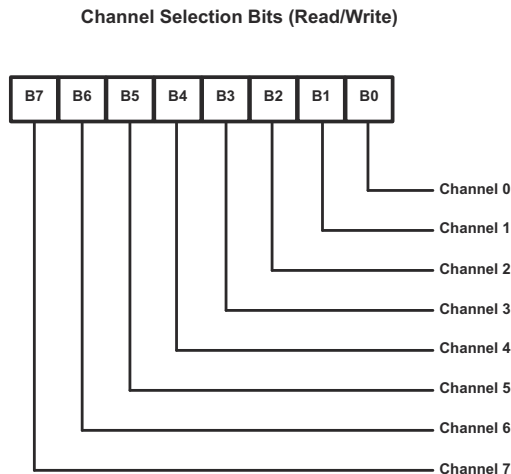 Channel Selection Bits (Read/Write)
B7 B6 B5 B4 B3 B2 B1 B0
Channel 0
Channel 1
Channel 2
Channel 3
Channel 4
Channel 5
Channel 6
Channel 7